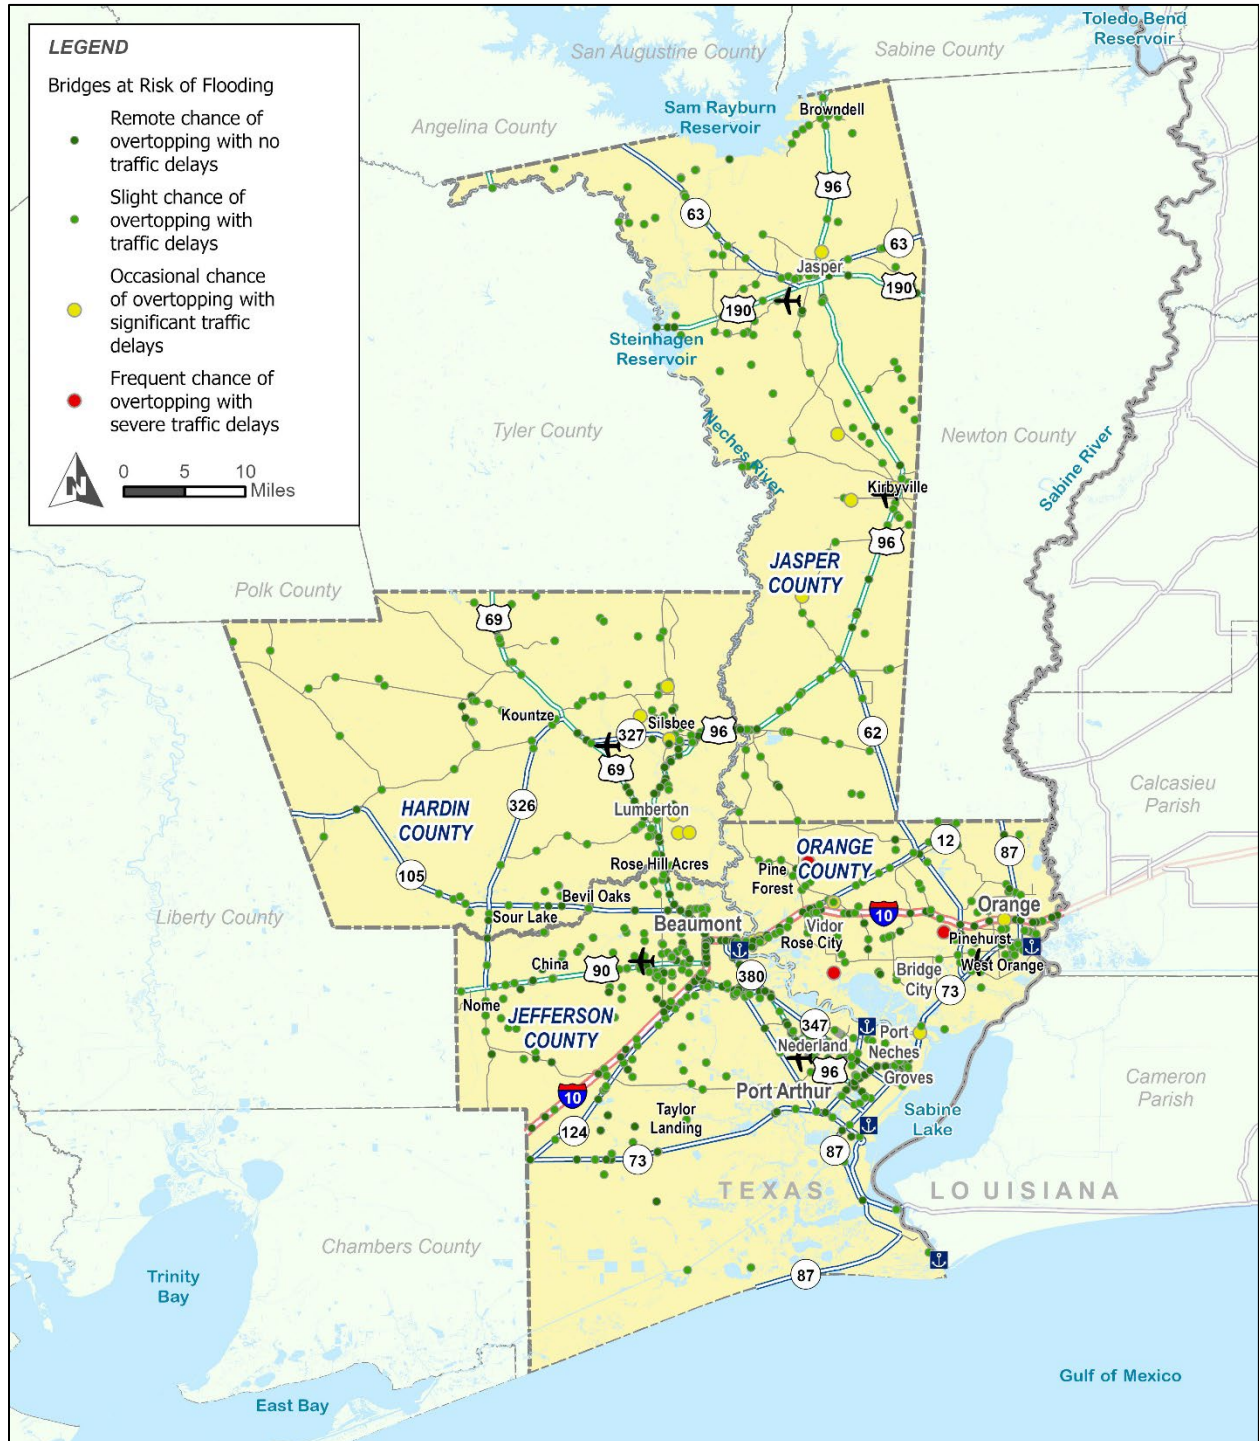 LEGEND
Bridges at Risk of Flooding
Remote chance of
overtopping with no
traffic delays
Slight chance of
overtopping with
traffic delays
Occasional chance
of overtopping with
significant traffic
delays
Frequent chance of
overtopping with
severe traffic delays
N
0 5 10
Miles
Toledo Bend
Reservoir
San Augustine County
Sabine County
Sam Rayburn
Reservoir
Browndell
Angelina County
96
63
63
Jasper
190
190
Steinhagen
Reservoir
Tyler County
Neches River
Newton County
Sabine River
Kirbyville
96
JASPER
COUNTY
Polk County
69
Kountze
Silsbee
327
96
62
69
Calcasieu
Parish
HARDIN
COUNTY
326
Lumberton
ORANGE
COUNTY
12
87
105
Rose Hill Acres
Pine
Forest
Bevil Oaks
Liberty County
Sour Lake
Beaumont
Vidor
10
Orange
Rose City
Pinehurst
China
90
380
Bridge
City
West Orange
73
Nome
JEFFERSON
COUNTY
347
Port
Neches
Nederland
96
Groves
Port Arthur
Cameron
Parish
10
Taylor
Landing
Sabine
Lake
124
73
87
TEXAS
LOUISIANA
Chambers County
Trinity
Bay
87
East Bay
Gulf of Mexico